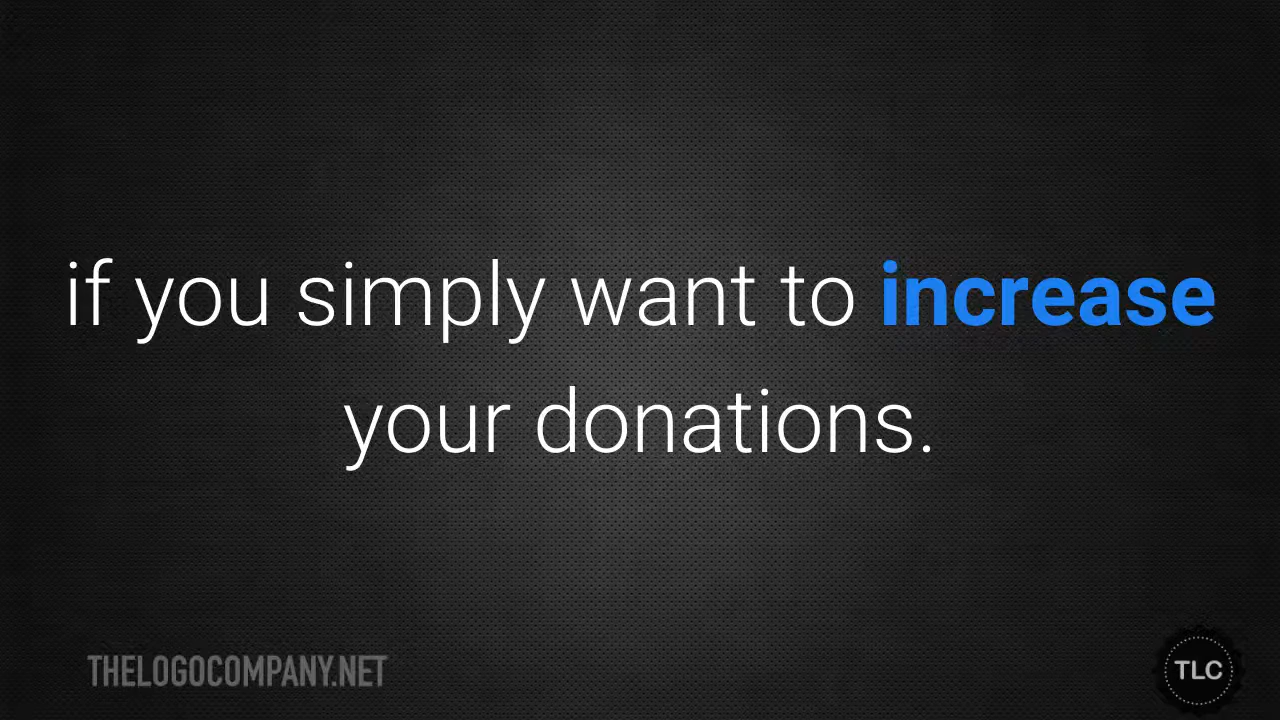 if you simply want to increase
your donations.
THELOGOCOMPANY.NET
TLC